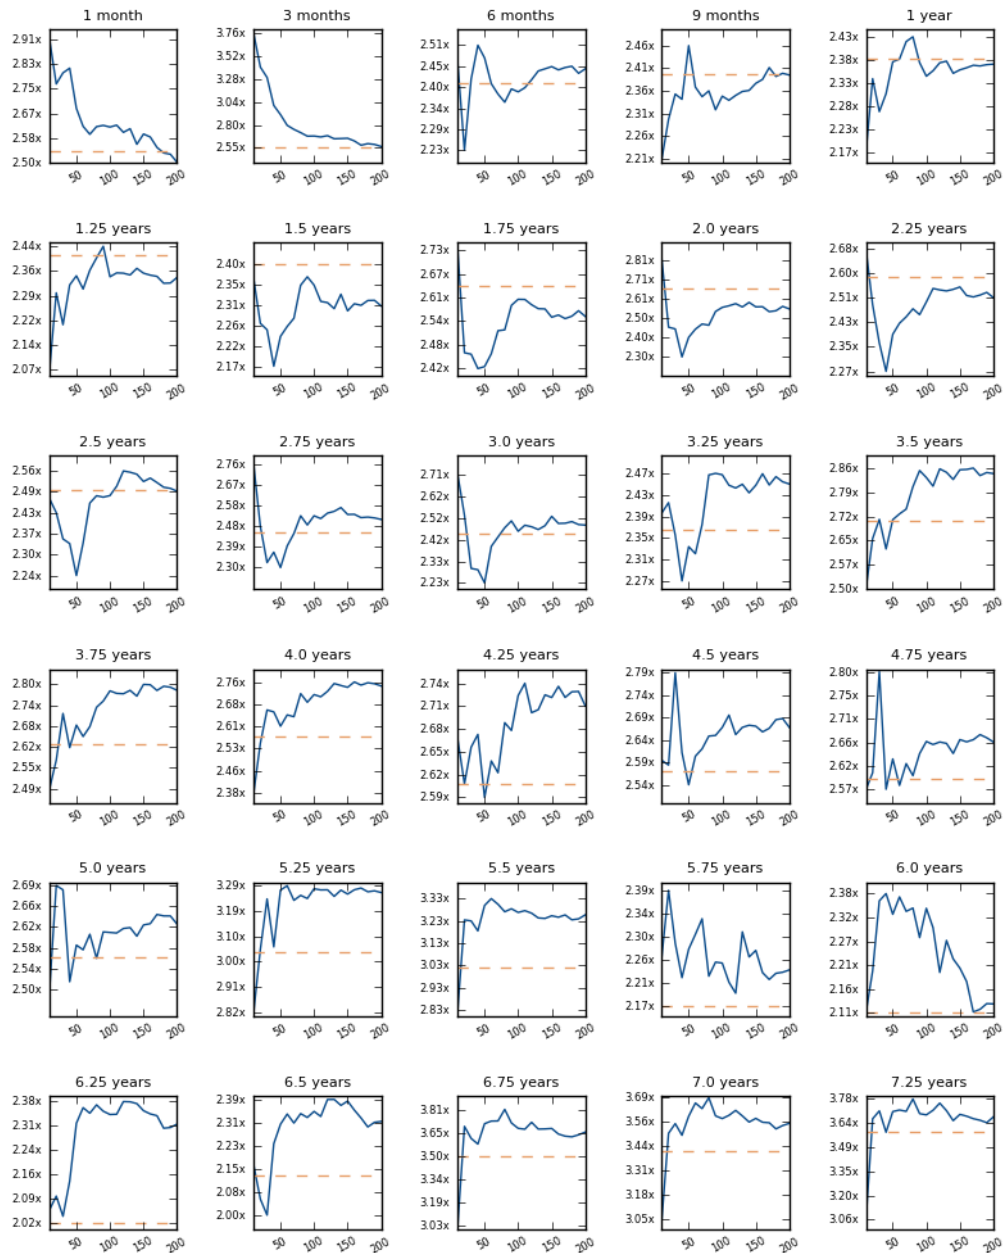 1 month 3 months 6 months 9 months 1 year
2.91x 2.83x 2.75x 2.67x 2.58x 2.50x
50 100 150 200
3.76x 3.52x 3.28x 3.04x 2.80x 2.55x
50 100 150 200
2.51x 2.45x 2.40x 2.34x 2.29x 2.23x
50 100 150 200
2.46x 2.41x 2.36x 2.31x 2.26x 2.21x
50 100 150 200
2.43x 2.38x 2.33x 2.28x 2.23x 2.17x
50 100 150 200
1.25 years 1.5 years 1.75 years 2.0 years 2.25 years
2.44x 2.36x 2.29x 2.22x 2.14x 2.07x
50 100 150 200
2.40x 2.35x 2.31x 2.26x 2.22x 2.17x
50 100 150 200
2.73x 2.67x 2.61x 2.54x 2.48x 2.42x
50 100 150 200
2.81x 2.71x 2.61x 2.50x 2.40x 2.30x
50 100 150 200
2.68x 2.60x 2.51x 2.43x 2.35x 2.27x
50 100 150 200
2.5 years 2.75 years 3.0 years 3.25 years 3.5 years
2.56x 2.49x 2.43x 2.37x 2.30x 2.24x
50 100 150 200
2.76x 2.67x 2.58x 2.48x 2.39x 2.30x
50 100 150 200
2.71x 2.62x 2.52x 2.42x 2.33x 2.23x
50 100 150 200
2.47x 2.43x 2.39x 2.35x 2.31x 2.27x
50 100 150 200
2.86x 2.79x 2.72x 2.65x 2.57x 2.50x
50 100 150 200
3.75 years 4.0 years 4.25 years 4.5 years 4.75 years
2.80x 2.74x 2.68x 2.62x 2.55x 2.49x
50 100 150 200
2.76x 2.68x 2.61x 2.53x 2.46x 2.38x
50 100 150 200
2.74x 2.71x 2.68x 2.65x 2.62x 2.59x
50 100 150 200
2.79x 2.74x 2.69x 2.64x 2.59x 2.54x
50 100 150 200
2.80x 2.75x 2.71x 2.66x 2.62x 2.57x
50 100 150 200
5.0 years 5.25 years 5.5 years 5.75 years 6.0 years
2.69x 2.66x 2.62x 2.58x 2.54x 2.50x
50 100 150 200
3.29x 3.19x 3.10x 3.00x 2.91x 2.82x
50 100 150 200
3.33x 3.23x 3.13x 3.03x 2.93x 2.83x
50 100 150 200
2.39x 2.34x 2.30x 2.26x 2.21x 2.17x
50 100 150 200
2.38x 2.32x 2.27x 2.21x 2.16x 2.11x
50 100 150 200
6.25 years 6.5 years 6.75 years 7.0 years 7.25 years
2.38x 2.31x 2.24x 2.16x 2.09x 2.02x
50 100 150 200
2.39x 2.31x 2.23x 2.15x 2.08x 2.00x
50 100 150 200
3.81x 3.65x 3.50x 3.34x 3.19x 3.03x
50 100 150 200
3.69x 3.56x 3.44x 3.31x 3.18x 3.05x
50 100 150 200
3.78x 3.64x 3.49x 3.35x 3.20x 3.06x
50 100 150 200